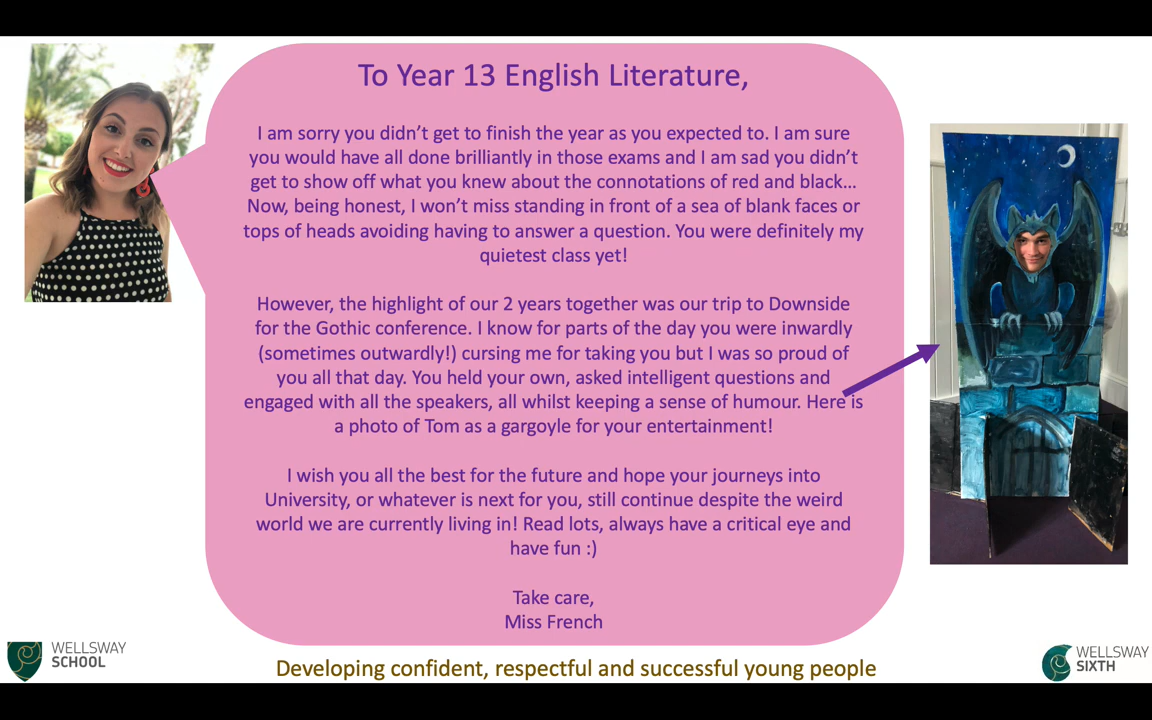 To Year 13 English Literature,
I am sorry you didn’t get to finish the year as you expected to. I am sure
you would have all done brilliantly in those exams and I am sad you didn’t
get to show off what you knew about the connotations of red and black…
Now, being honest, I won’t miss standing in front of a sea of blank faces or
tops of heads avoiding having to answer a question. You were definitely my
quietest class yet!
However, the highlight of our 2 years together was our trip to Downside
for the Gothic conference. I know for parts of the day you were inwardly
(sometimes outwardly!) cursing me for taking you but I was so proud of
you all that day. You held your own, asked intelligent questions and
engaged with all the speakers, all whilst keeping a sense of humour. Here is
a photo of Tom as a gargoyle for your entertainment!
I wish you all the best for the future and hope your journeys into
University, or whatever is next for you, still continue despite the weird
world we are currently living in! Read lots, always have a critical eye and
have fun :)
Take care,
Miss French
WELLSWAY
SCHOOL
Developing confident, respectful and successful young people
WELLSWAY
SIXTH